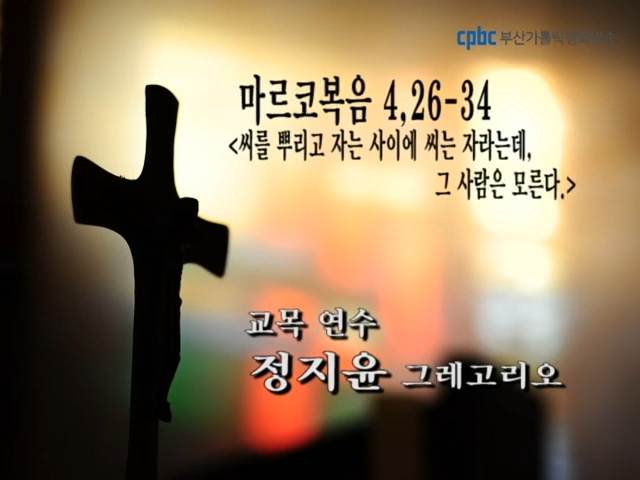 cpbc 부산가톨릭평화방송
마르코복음 4,26-34
<씨를 뿌리고 자는 사이에 씨는 자라는데,
그 사람은 모른다.>
교목 연수
정지윤 그레고리오